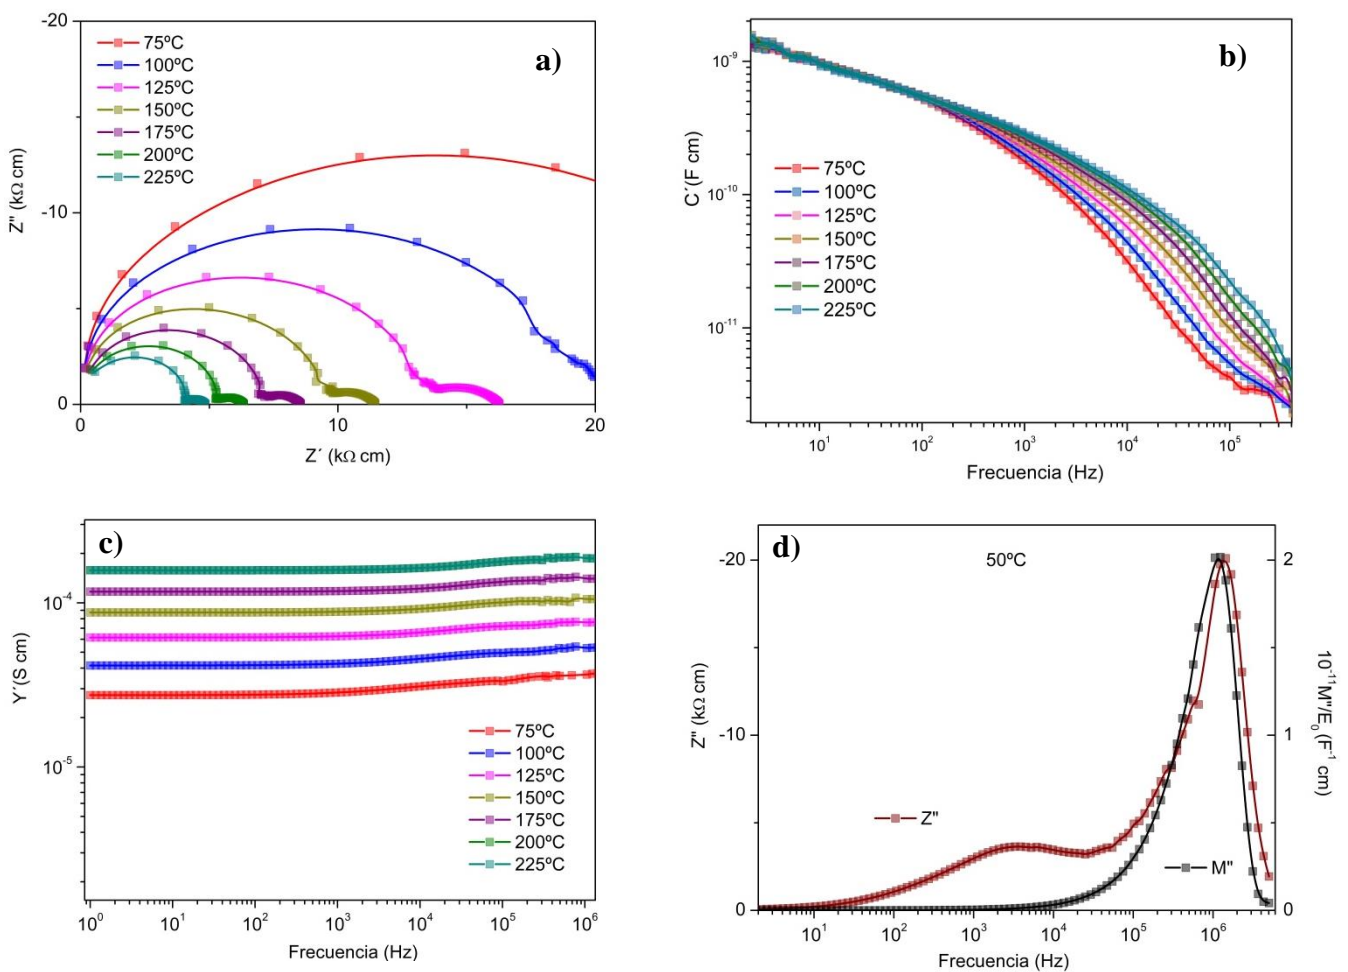 a)
-20
-10
0
Z'' (kΩ cm)
75ºC
100ºC
125ºC
150ºC
175ºC
200ºC
225ºC
0
10
20
Z´ (kΩ cm)
b)
10⁻⁹
10⁻¹⁰
10⁻¹¹
C´(F cm)
75ºC
100ºC
125ºC
150ºC
175ºC
200ºC
225ºC
10¹
10²
10³
10⁴
10⁵
Frecuencia (Hz)
c)
10⁻⁴
10⁻⁵
Y´(S cm)
75ºC
100ºC
125ºC
150ºC
175ºC
200ºC
225ºC
10⁰
10¹
10²
10³
10⁴
10⁵
10⁶
Frecuencia (Hz)
d)
50ºC
-20
-10
0
Z'' (kΩ cm)
Z''
M''
2
1
0
10⁻¹¹M''/E₀ (F⁻¹ cm)
10¹
10²
10³
10⁴
10⁵
10⁶
Frecuencia (Hz)